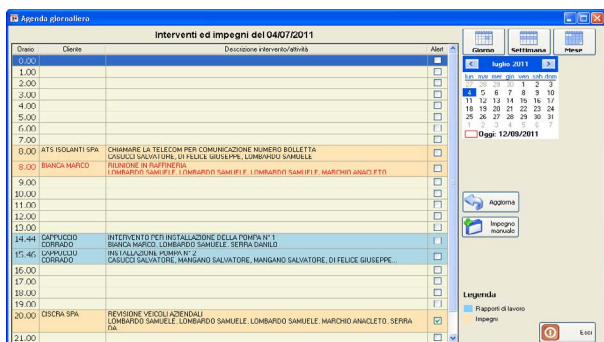 Agenda giornaliera
Interventi ed impegni del 04/07/2011
Giorno Settimana Mese
Orario Cliente Descrizione intervento/attività Alert
0.00
1.00
2.00
3.00
4.00
5.00
6.00
7.00
8.00 ATS ISOLANTI SPA CHIAMARE LA TELECOM PER COMUNICAZIONE NUMERO BOLLETTA
CASUCCI SALVATORE, DI FELICE GIUSEPPE, LOMBARDO SAMUELE
8.00 BIANCA MARCO RIUNIONE IN RAFFINERIA
LOMBARDO SAMUELE, LOMBARDO SAMUELE, LOMBARDO SAMUELE, MARCHIO ANACLETO
9.00
10.00
11.00
12.00
13.00
14.44 CAPPUCCIO CORRADO INTERVENTO PER INSTALLAZIONE DELLA POMPA N° 1
BIANCA MARCO, LOMBARDO SAMUELE, SERRA DANILO
15.46 CAPPUCCIO CORRADO INSTALLAZIONE POMPA N° 2
CASUCCI SALVATORE, MANGANO SALVATORE, MANGANO SALVATORE, DI FELICE GIUSEPPE...
16.00
17.00
18.00
19.00
20.00 CISCRA SPA REVISIONE VEICOLI AZIENDALI
LOMBARDO SAMUELE, LOMBARDO SAMUELE, LOMBARDO SAMUELE, MARCHIO ANACLETO, SERRA
DA
21.00
luglio 2011
lun mar mer gio ven sab dom
27 28 29 30 1 2 3
4 5 6 7 8 9 10
11 12 13 14 15 16 17
18 19 20 21 22 23 24
25 26 27 28 29 30 31
1 2 3 4 5 6 7
Oggi: 12/09/2011
Aggiorna
Impegno
manuale
Legenda
Rapporti di lavoro
Impegni
Esci